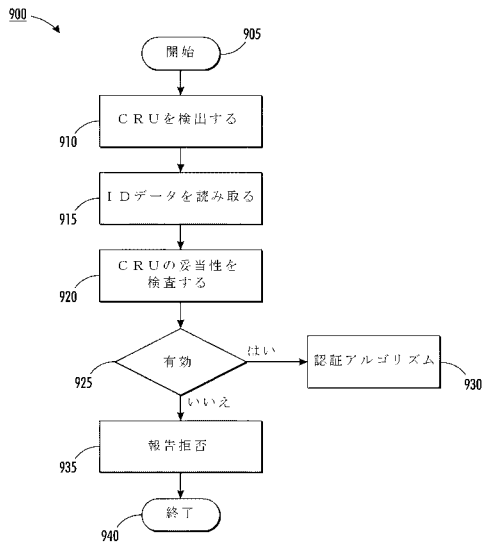 900
開始
905
CRUを検出する
910
IDデータを読み取る
915
CRUの妥当性を
検査する
920
有効
925
はい
認証アルゴリズム
930
いいえ
報告拒否
935
終了
940